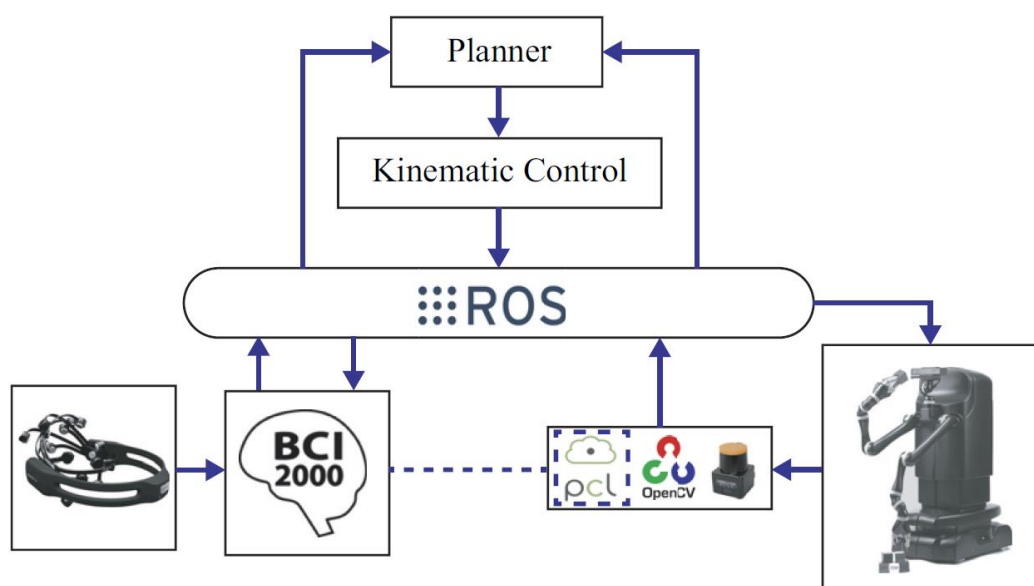 Planner
Kinematic Control
ROS
BCI
2000
pcl
OpenCV